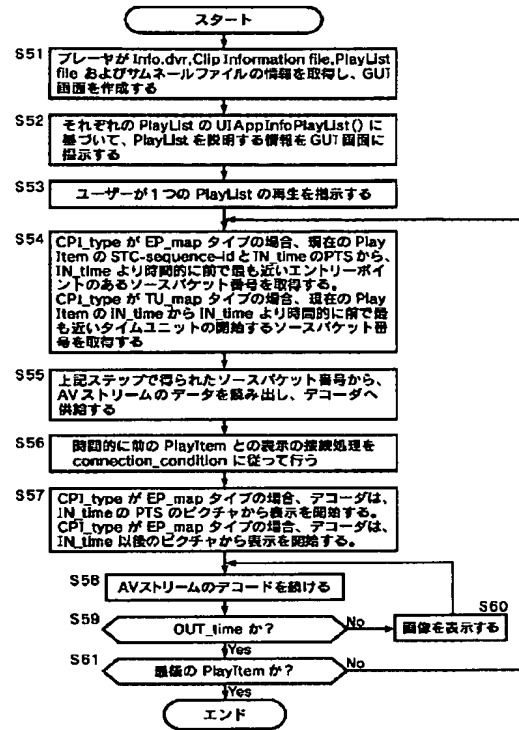 スタート
S51
プレーヤが Info.dvr,Clip Information file,PlayList
file およびサムネールファイルの情報を取得し、GUI
画面を作成する
S52
それぞれの PlayList の UIAppInfoPlayList() に
基づいて、PlayList を説明する情報をGUI画面に
提示する
S53
ユーザーが1つの PlayList の再生を指示する
S54
CPI_type が EP_map タイプの場合、現在の Play
Item の STC-sequence-id と IN_time のPTS から、
IN_time より時間的に前で最も近いエントリーポイ
ントのあるソースパケット番号を取得する。
CPI_type が TU_map タイプの場合、現在の Play
Item の IN_time から IN_time より時間的に前で最
も近いタイムユニットの開始するソースパケット番
号を取得する
S55
上記ステップで得られたソースパケット番号から、
AVストリームのデータを読み出し、デコーダへ
供給する
S56
時間的に前の PlayItem との表示の接続処理を
connection_condition に従って行う
S57
CPI_type が EP_map タイプの場合、デコーダは、
IN_time の PTS のピクチャから表示を開始する。
CPI_type が EP_map タイプの場合、デコーダは、
IN_time 以後のピクチャから表示を開始する。
S58
AVストリームのデコードを続ける
S59
OUT_time か?
No
S60
画像を表示する
Yes
S61
最後の PlayItem か?
No
Yes
エンド